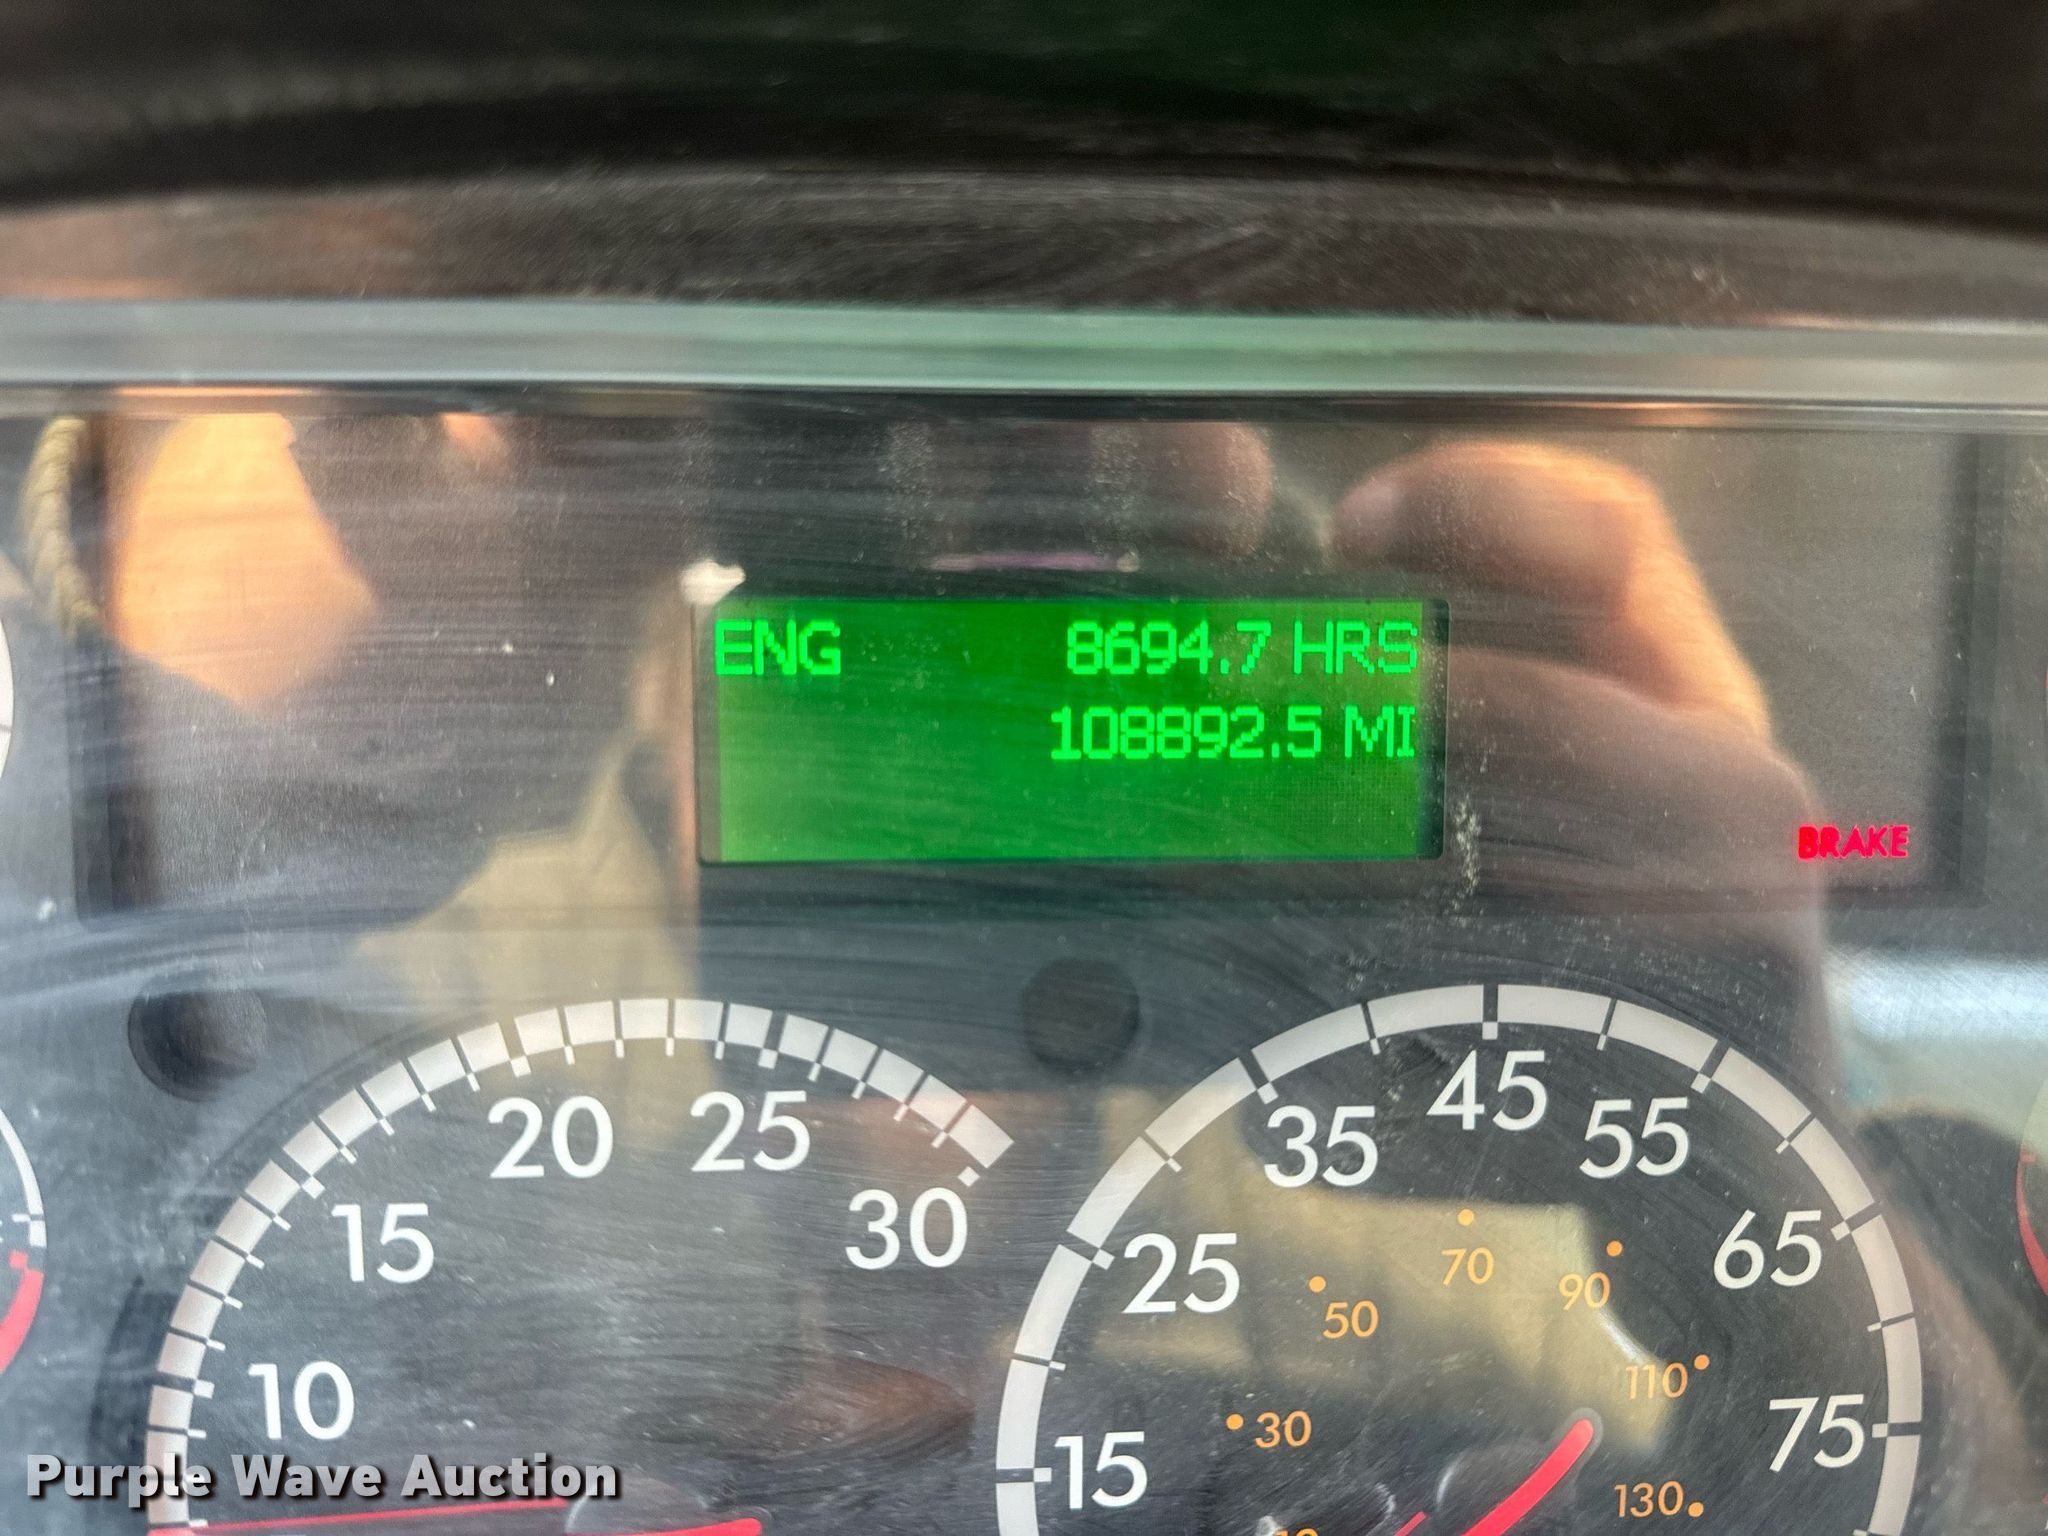 ENG 8694.7 HRS
108892.5 MI
BRAKE
10 15 20 25 30
15 25 35 45 55 65 75
30 50 70 90 110 130
Purple Wave Auction